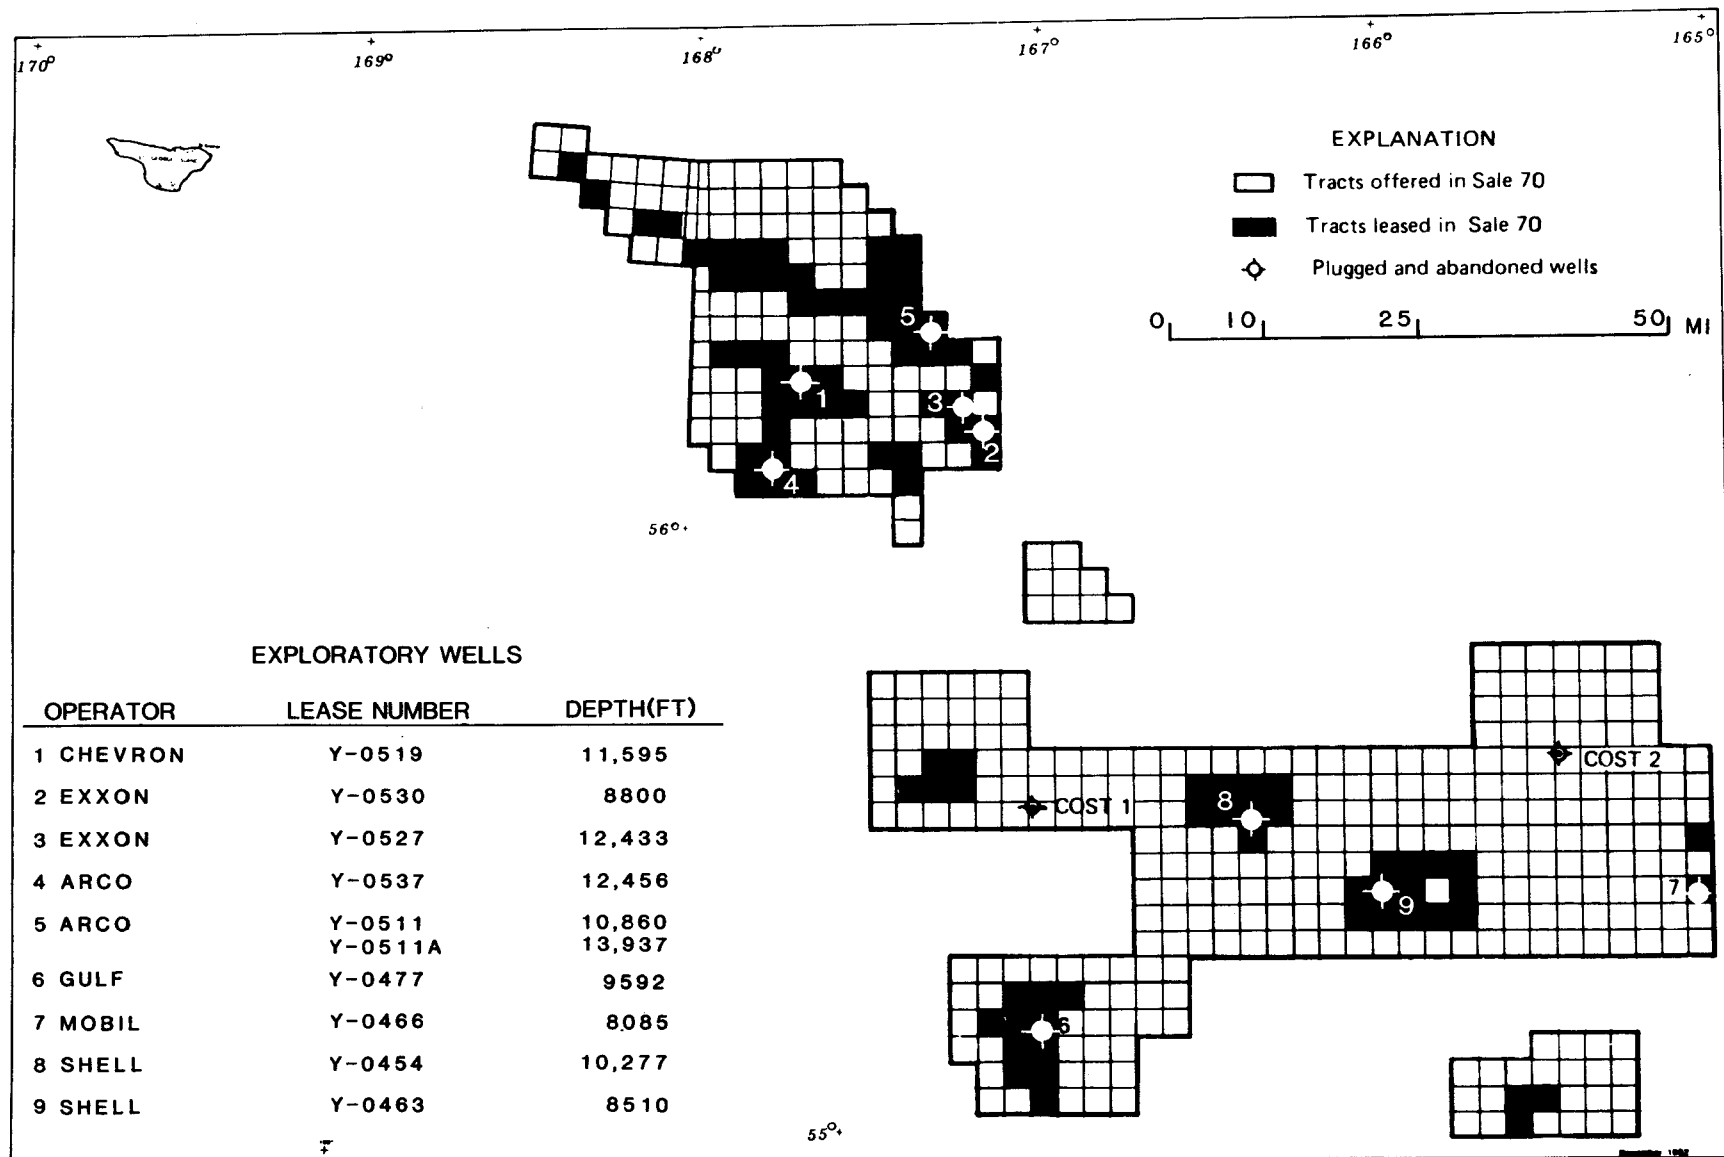 170° 169° 168° 167° 166° 165°
EXPLANATION
Tracts offered in Sale 70
Tracts leased in Sale 70
Plugged and abandoned wells
0 10 25 50 MI
5
1
3
2
4
56°
EXPLORATORY WELLS
OPERATOR LEASE NUMBER DEPTH(FT)
1 CHEVRON Y-0519 11,595
2 EXXON Y-0530 8800
3 EXXON Y-0527 12,433
4 ARCO Y-0537 12,456
5 ARCO Y-0511 10,860
Y-0511A 13,937
6 GULF Y-0477 9592
7 MOBIL Y-0466 8085
8 SHELL Y-0454 10,277
9 SHELL Y-0463 8510
COST 2
8
COST 1
7
9
6
55°